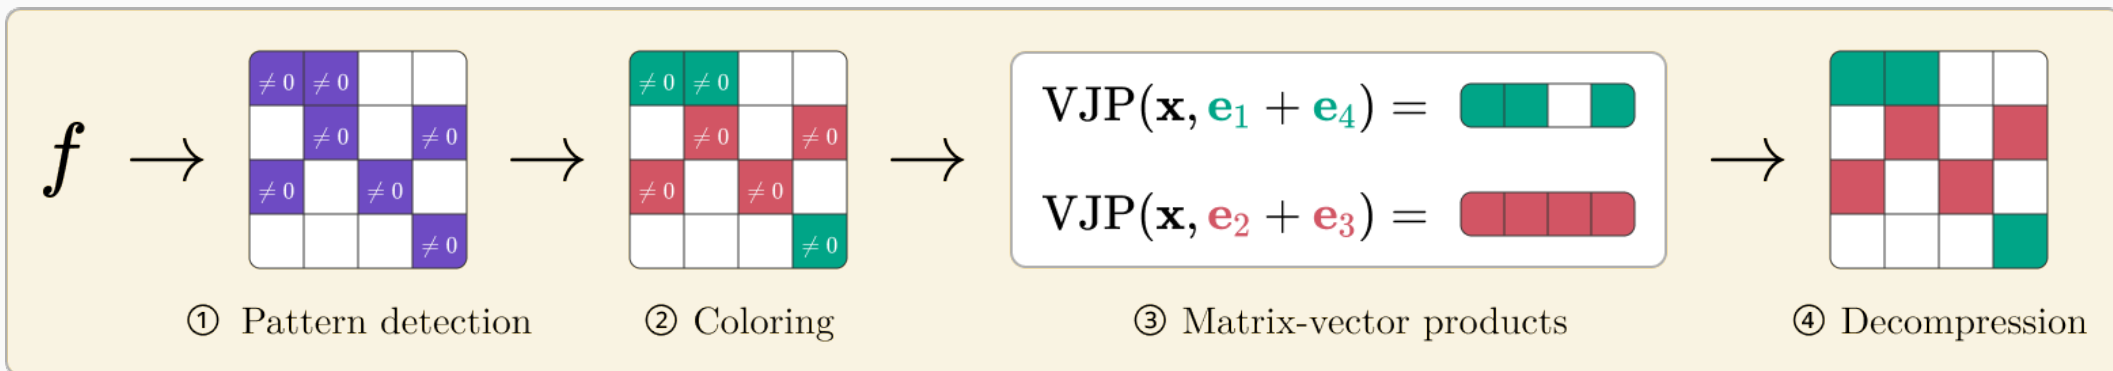 f → ≠ 0 ≠ 0 → ≠ 0 ≠ 0 → VJP(x, e₁ + e₄) = →
≠ 0 ≠ 0 ≠ 0 ≠ 0
≠ 0 ≠ 0 ≠ 0 ≠ 0 VJP(x, e₂ + e₃) =
≠ 0 ≠ 0
① Pattern detection ② Coloring ③ Matrix-vector products ④ Decompression